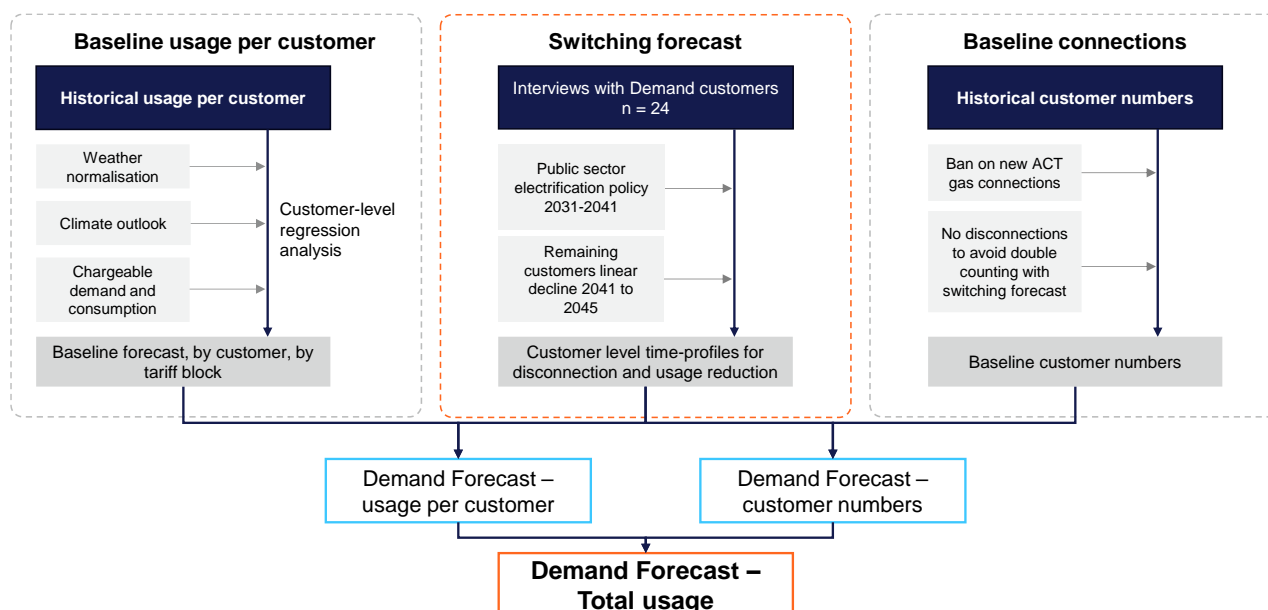 Baseline usage per customer
Historical usage per customer
Weather
normalisation
Climate outlook
Chargeable
demand and
consumption
Customer-level
regression
analysis
Baseline forecast, by customer, by
tariff block
Switching forecast
Interviews with Demand customers
n = 24
Public sector
electrification policy
2031-2041
Remaining
customers linear
decline 2041 to
2045
Customer level time-profiles for
disconnection and usage reduction
Baseline connections
Historical customer numbers
Ban on new ACT
gas connections
No disconnections
to avoid double
counting with
switching forecast
Baseline customer numbers
Demand Forecast –
usage per customer
Demand Forecast –
customer numbers
Demand Forecast –
Total usage